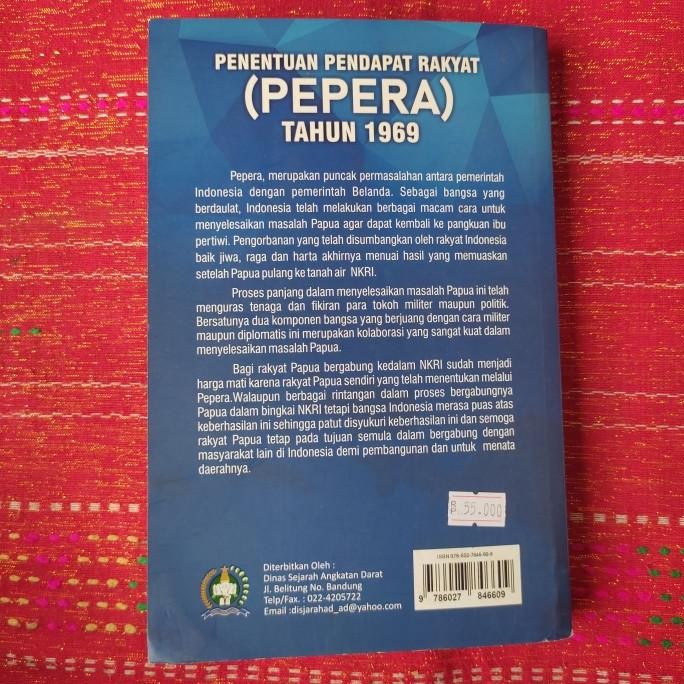 PENENTUAN PENDAPAT RAKYAT
(PEPERA)
TAHUN 1969
Pepera, merupakan puncak permasalahan antara pemerintah
Indonesia dengan pemerintah Belanda. Sebagai bangsa yang
berdaulat, Indonesia telah melakukan berbagai macam cara untuk
menyelesaikan masalah Papua agar dapat kembali ke pangkuan ibu
pertiwi. Pengorbanan yang telah disumbangkan oleh rakyat Indonesia
baik jiwa, raga dan harta akhirnya menuai hasil yang memuaskan
setelah Papua pulang ke tanah air NKRI.
Proses panjang dalam menyelesaikan masalah Papua ini telah
menguras tenaga dan fikiran para tokoh militer maupun politik.
Bersatunya dua komponen bangsa yang berjuang dengan cara militer
maupun diplomatis ini merupakan kolaborasi yang sangat kuat dalam
menyelesaikan masalah Papua.
Bagi rakyat Papua bergabung kedalam NKRI sudah menjadi
harga mati karena rakyat Papua sendiri yang telah menentukan melalui
Pepera.Walaupun berbagai rintangan dalam proses bergabungnya
Papua dalam bingkai NKRI tetapi bangsa Indonesia merasa puas atas
keberhasilan ini sehingga patut disyukuri keberhasilan ini dan semoga
rakyat Papua tetap pada tujuan semula dalam bergabung dengan
masyarakat lain di Indonesia demi pembangunan dan untuk menata
daerahnya.
Rp. 55.000
Diterbitkan Oleh :
Dinas Sejarah Angkatan Darat
Jl. Belitung No. Bandung
Telp/Fax. : 022-4205722
Email :disjarahad_ad@yahoo.com
ISBN 978-602-7846-60-9
9 786027 846609